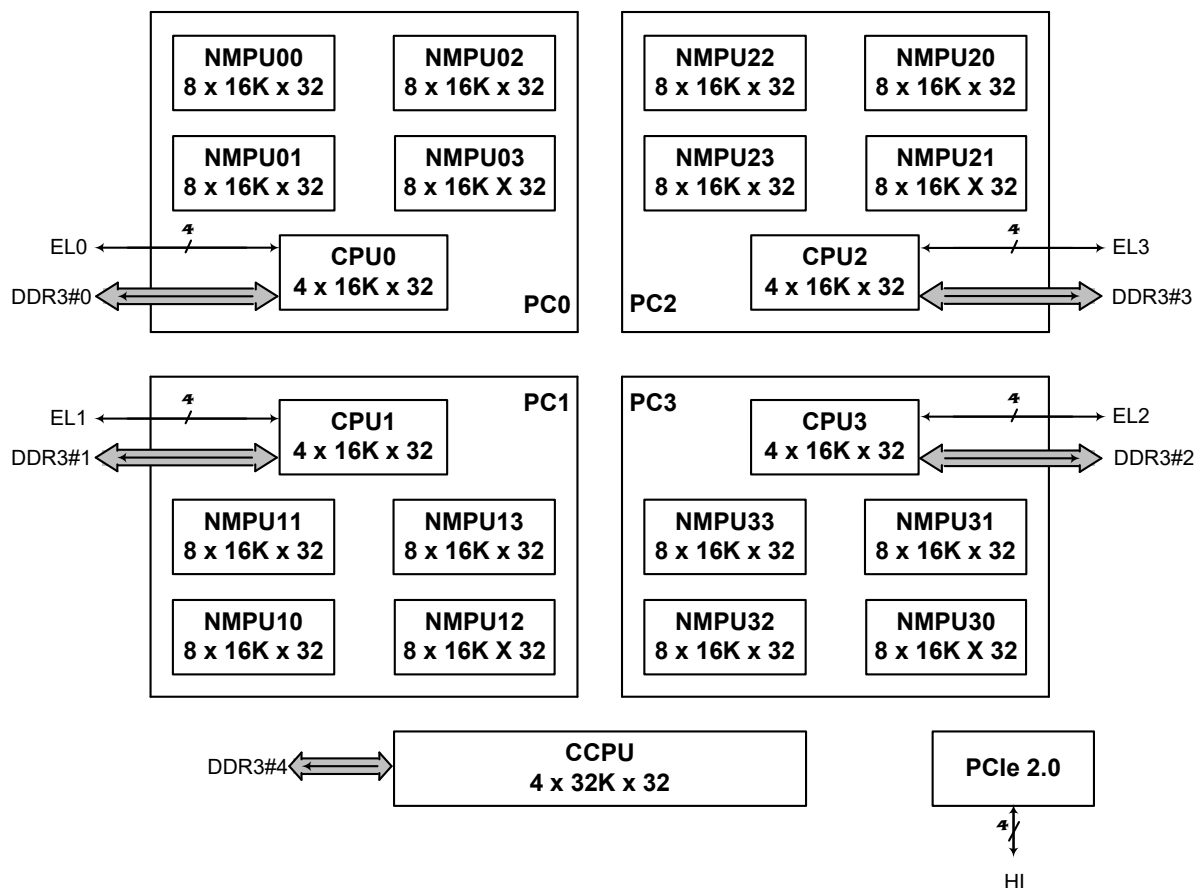 NMPU00
8 x 16K x 32
NMPU02
8 x 16K x 32
NMPU01
8 x 16K x 32
NMPU03
8 x 16K X 32
EL0
4
CPU0
4 x 16K x 32
DDR3#0
PC0
NMPU22
8 x 16K x 32
NMPU20
8 x 16K x 32
NMPU23
8 x 16K x 32
NMPU21
8 x 16K X 32
CPU2
4 x 16K x 32
4
EL3
DDR3#3
PC2
EL1
4
CPU1
4 x 16K x 32
DDR3#1
PC1
NMPU11
8 x 16K x 32
NMPU13
8 x 16K x 32
NMPU10
8 x 16K x 32
NMPU12
8 x 16K X 32
PC3
CPU3
4 x 16K x 32
4
EL2
DDR3#2
NMPU33
8 x 16K x 32
NMPU31
8 x 16K x 32
NMPU32
8 x 16K x 32
NMPU30
8 x 16K X 32
DDR3#4
CCPU
4 x 32K x 32
PCIe 2.0
4
HI